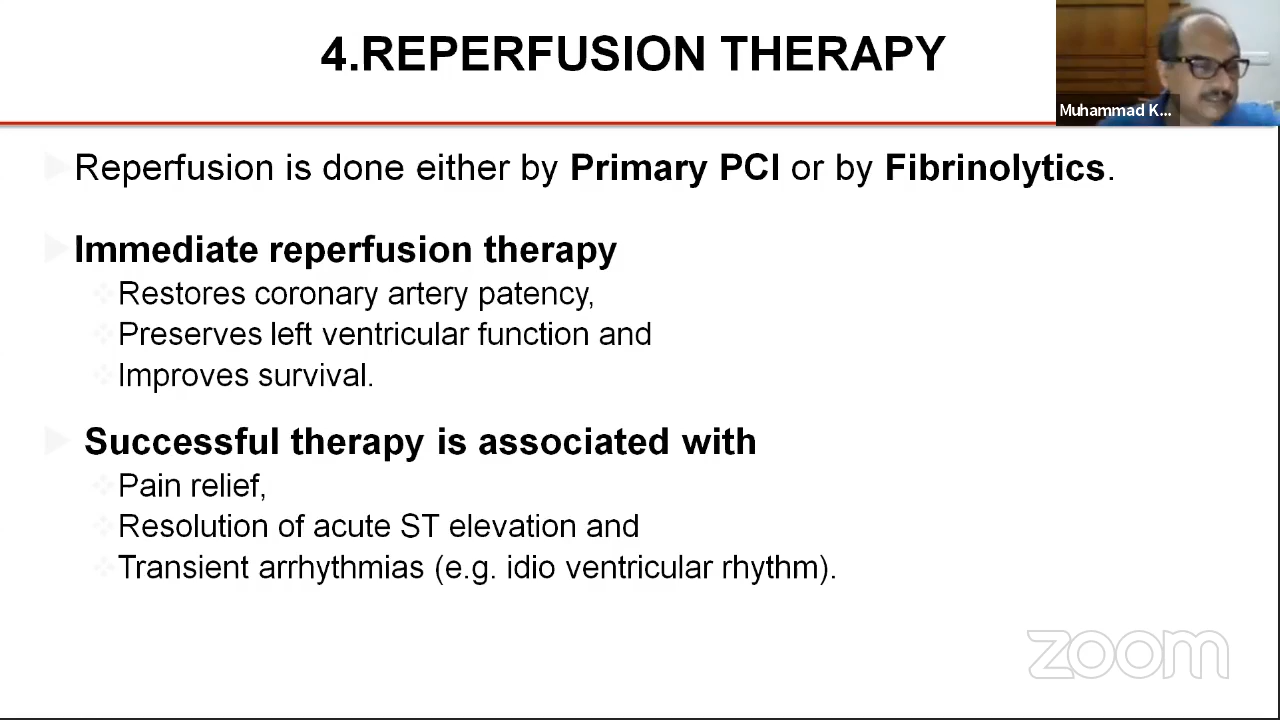 4.REPERFUSION THERAPY
Muhammad K...
Reperfusion is done either by Primary PCI or by Fibrinolytics.
Immediate reperfusion therapy
Restores coronary artery patency,
Preserves left ventricular function and
Improves survival.
Successful therapy is associated with
Pain relief,
Resolution of acute ST elevation and
Transient arrhythmias (e.g. idio ventricular rhythm).
zoom